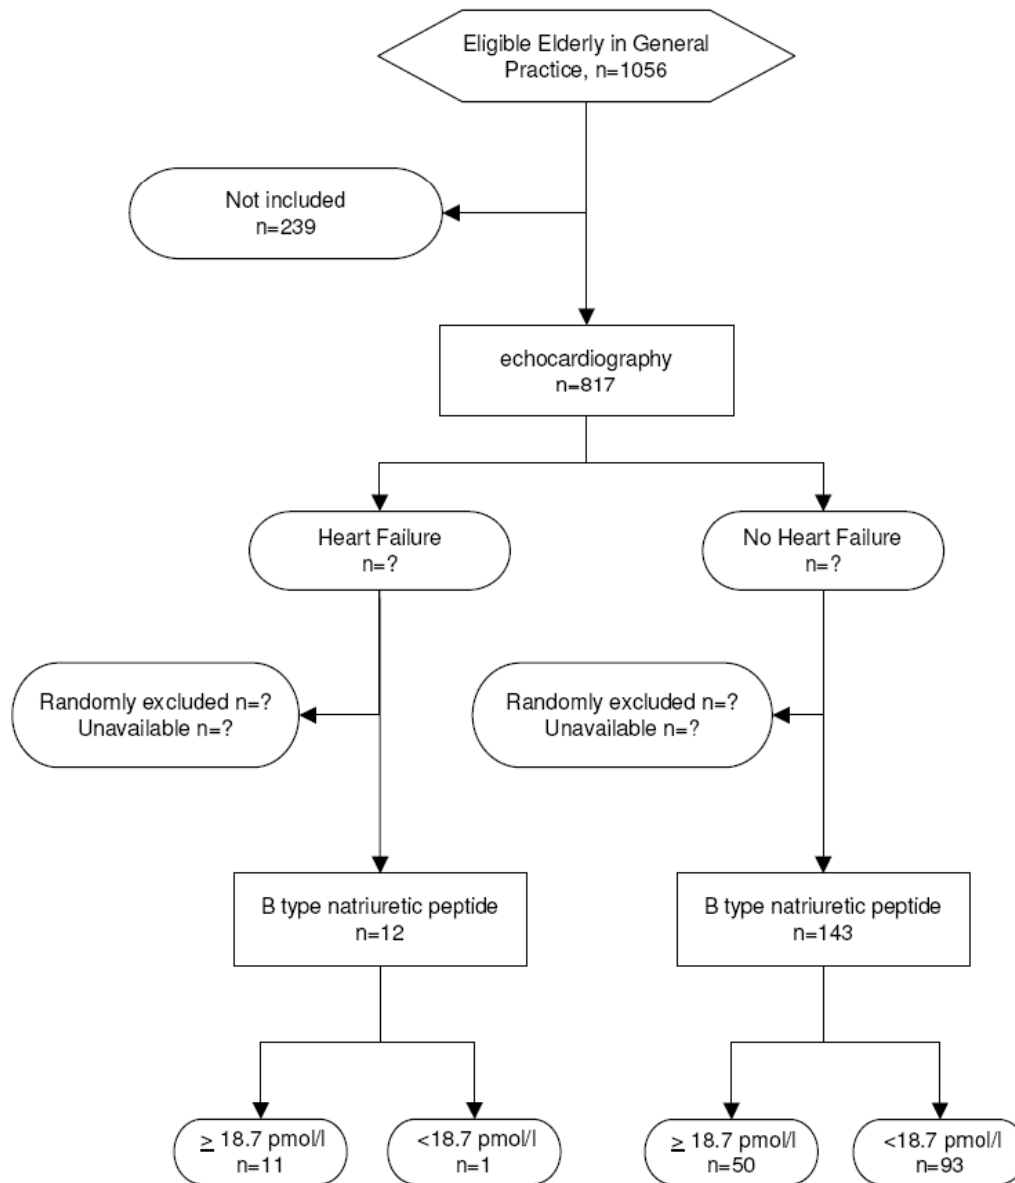 Eligible Elderly in General
Practice, n=1056
Not included
n=239
echocardiography
n=817
Heart Failure
n=?
No Heart Failure
n=?
Randomly excluded n=?
Unavailable n=?
Randomly excluded n=?
Unavailable n=?
B type natriuretic peptide
n=12
B type natriuretic peptide
n=143
≥ 18.7 pmol/l
n=11
<18.7 pmol/l
n=1
≥ 18.7 pmol/l
n=50
<18.7 pmol/l
n=93